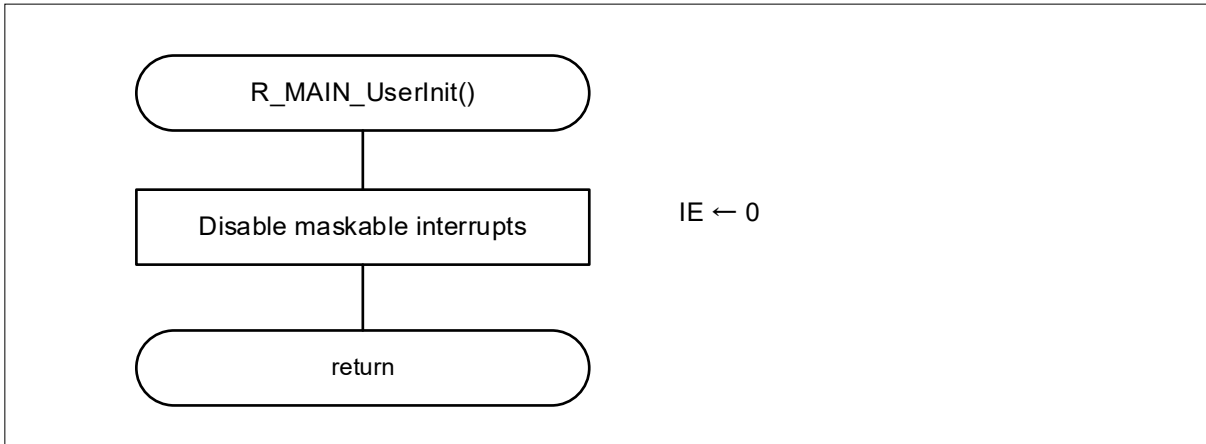 R_MAIN_UserInit()
Disable maskable interrupts
IE ← 0
return